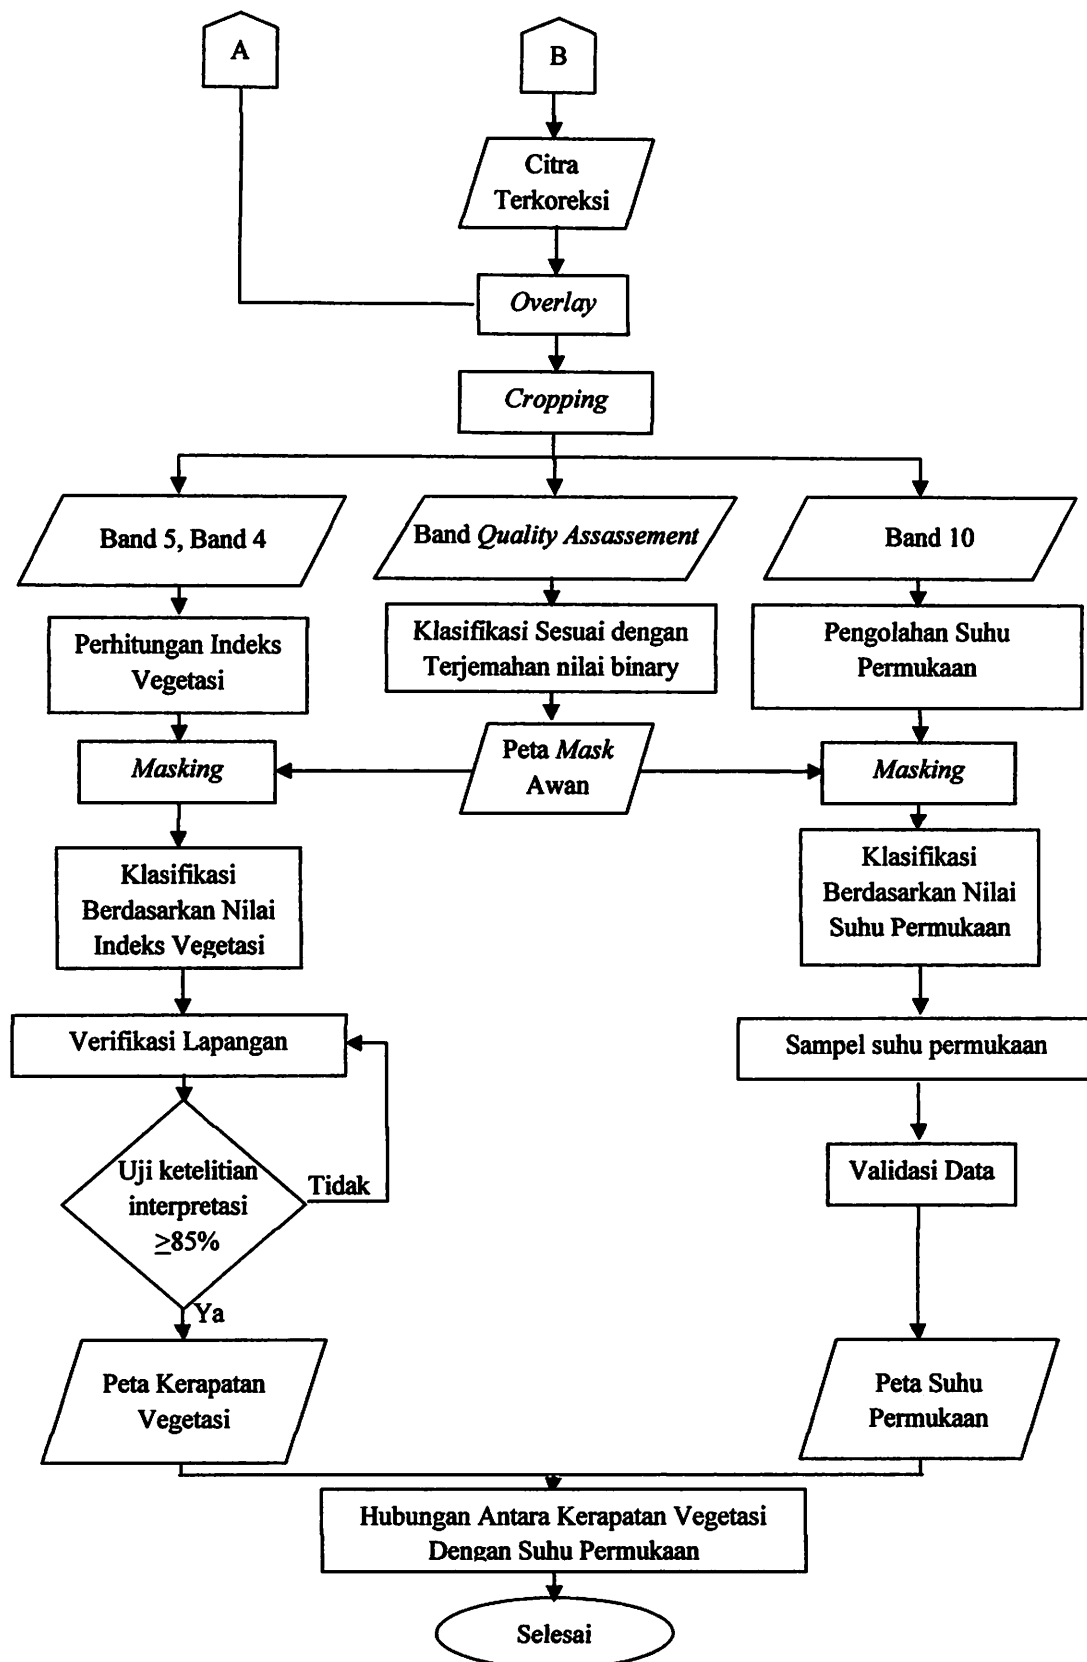 A
B
Citra
Terkoreksi
Overlay
Cropping
Band 5, Band 4
Band Quality Assassement
Band 10
Perhitungan Indeks
Vegetasi
Klasifikasi Sesuai dengan
Terjemahan nilai binary
Pengolahan Suhu
Permukaan
Masking
Peta Mask
Awan
Masking
Klasifikasi
Berdasarkan Nilai
Indeks Vegetasi
Klasifikasi
Berdasarkan Nilai
Suhu Permukaan
Verifikasi Lapangan
Sampel suhu permukaan
Uji ketelitian
interpretasi
≥85%
Tidak
Validasi Data
Ya
Peta Kerapatan
Vegetasi
Peta Suhu
Permukaan
Hubungan Antara Kerapatan Vegetasi
Dengan Suhu Permukaan
Selesai